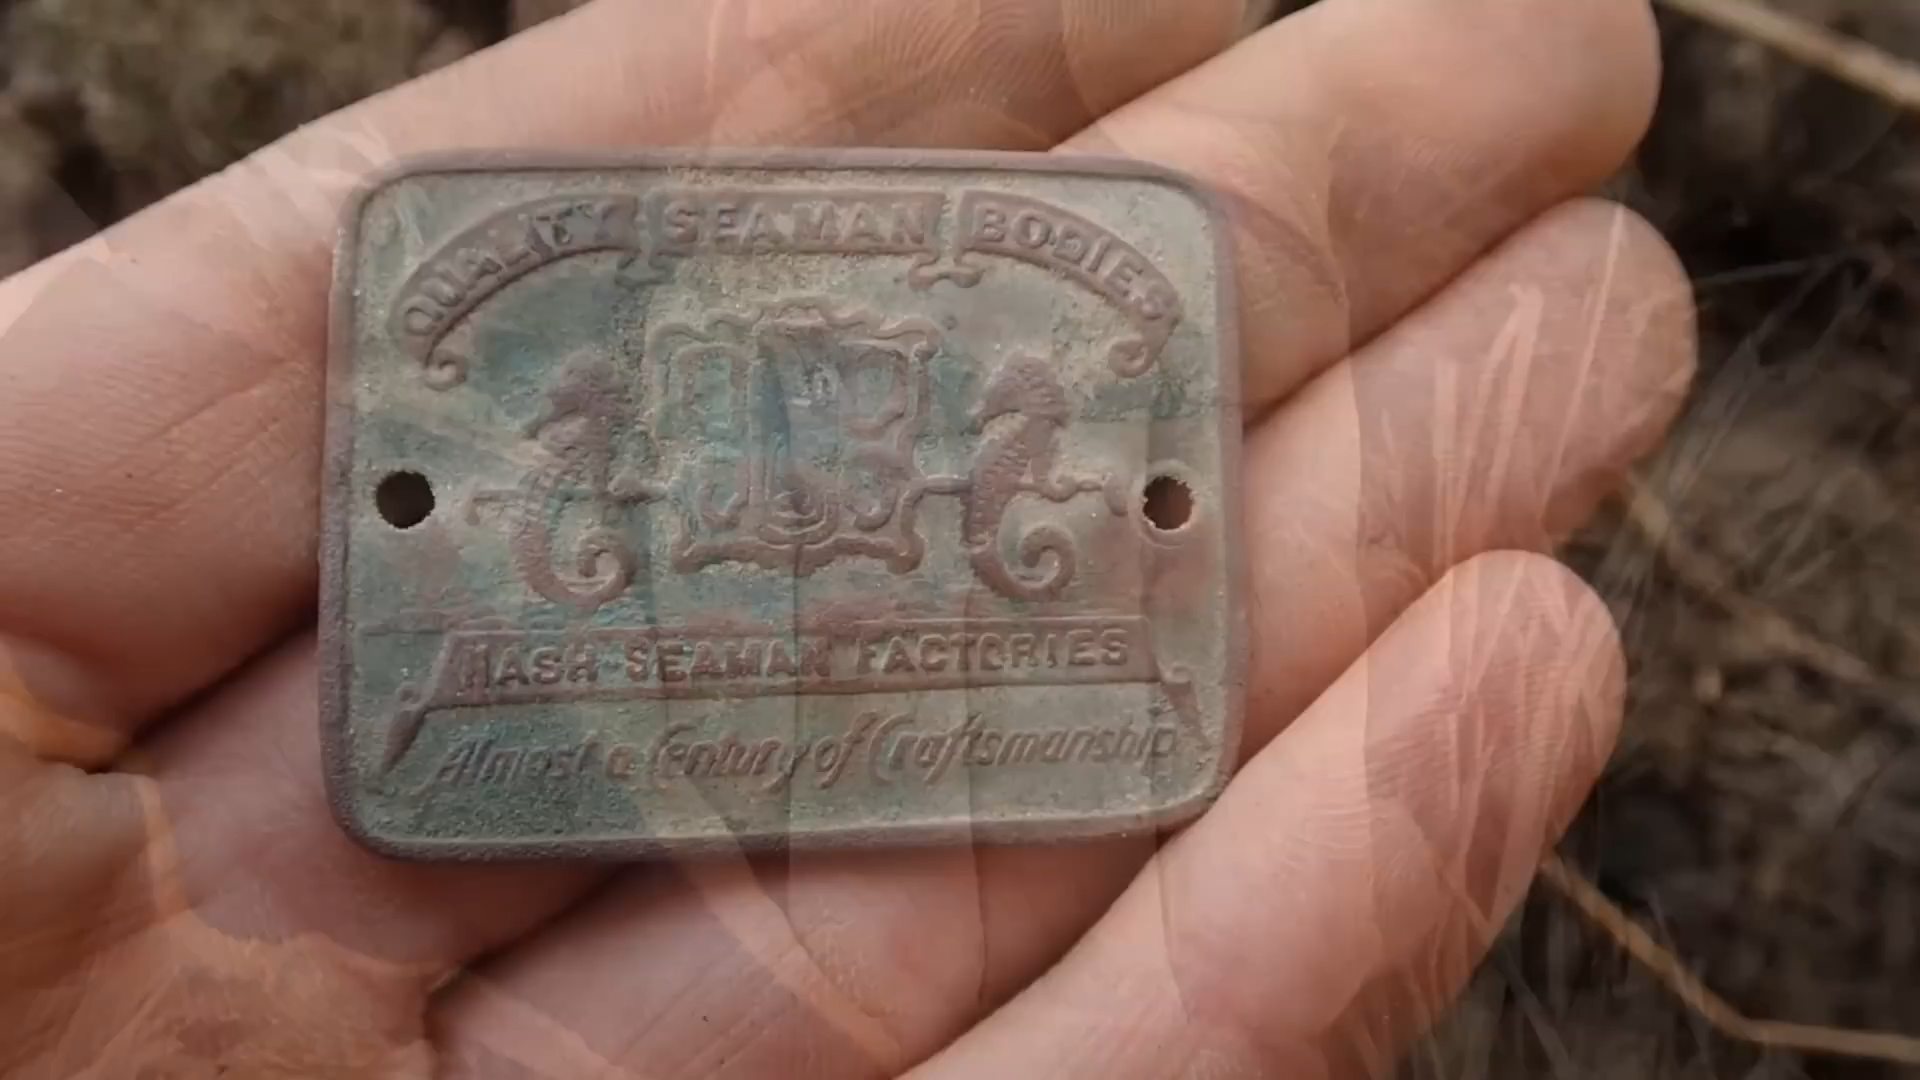 QUALITY SEAMAN BODIES
NASH SEAMAN FACTORIES
Almost a Century of Craftsmanship